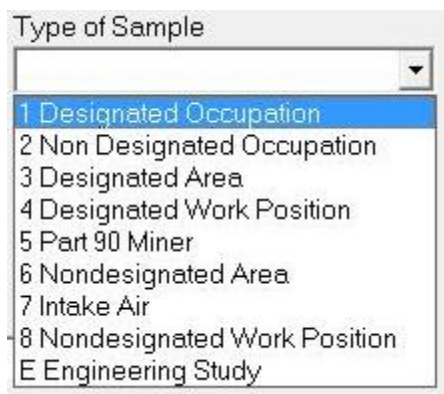 Type of Sample
1 Designated Occupation
2 Non Designated Occupation
3 Designated Area
4 Designated Work Position
5 Part 90 Miner
6 Nondesignated Area
7 Intake Air
8 Nondesignated Work Position
E Engineering Study